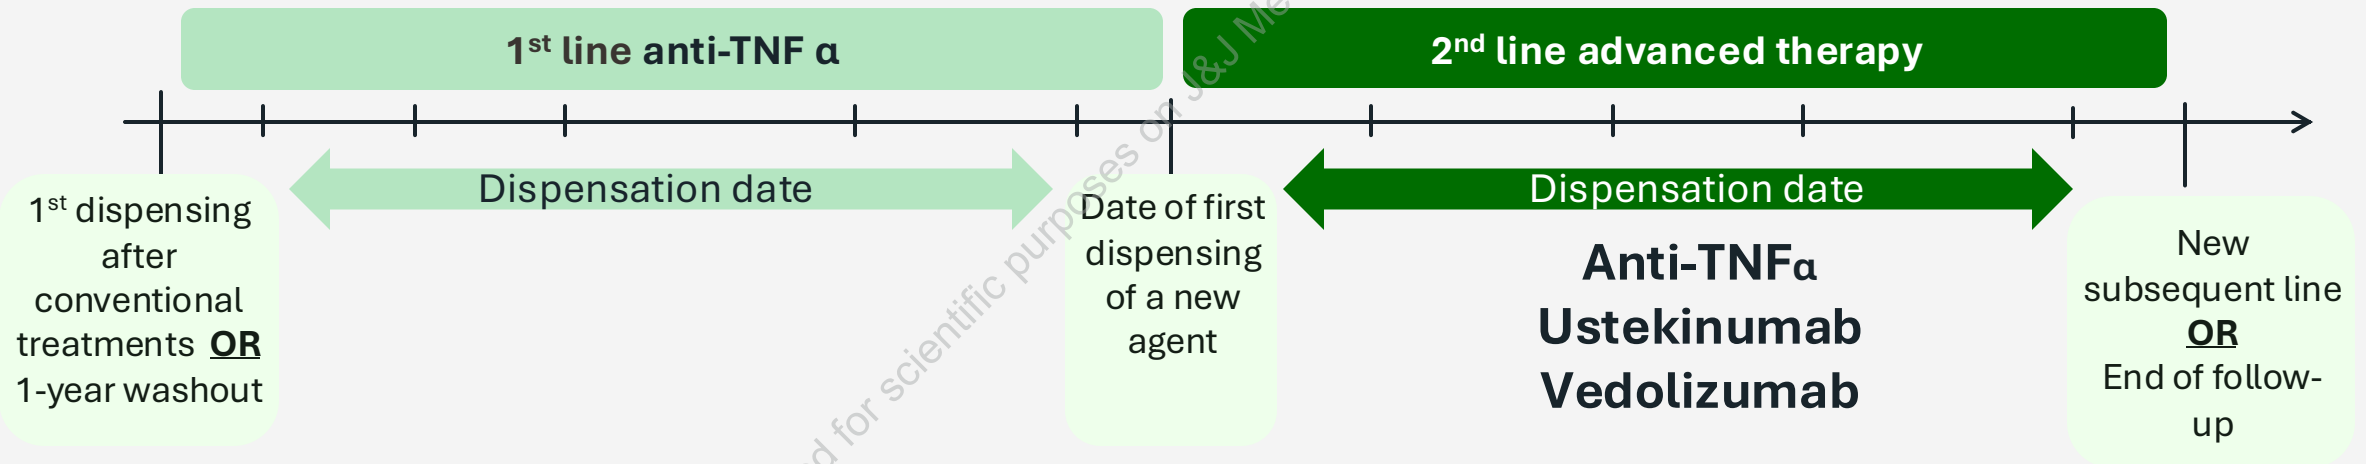 1st line anti-TNF α
2nd line advanced therapy
Dispensation date
Dispensation date
1st dispensing
after
conventional
treatments OR
1-year washout
Date of first
dispensing
of a new
agent
Anti-TNFα
Ustekinumab
Vedolizumab
New
subsequent line
OR
End of follow-
up
for scientific purposes on J&J